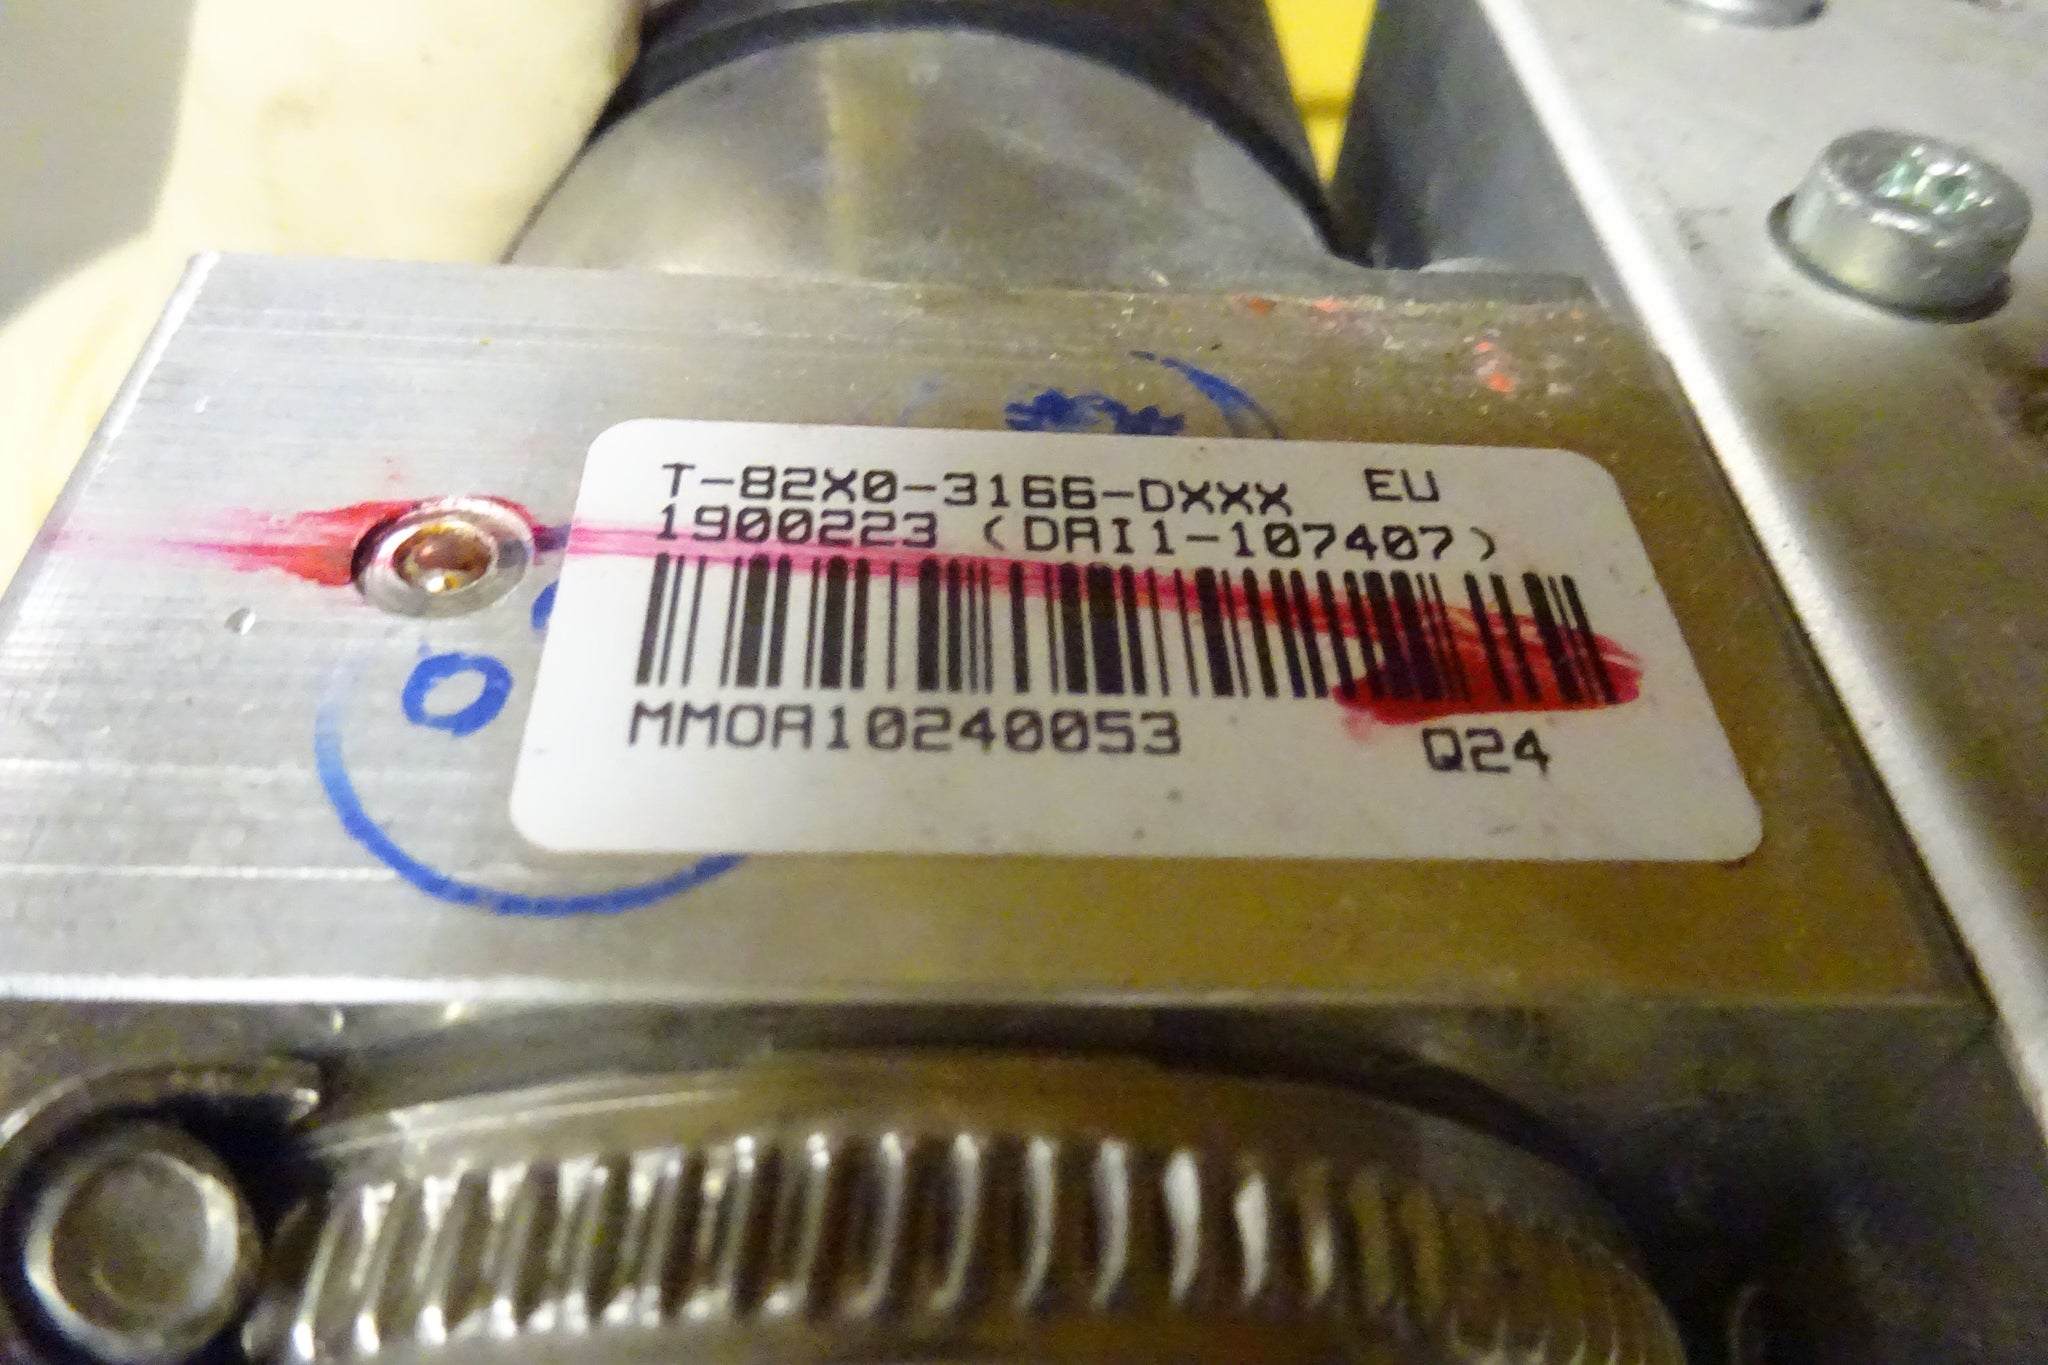 T-82X0-3166-DXXX EU
1900223 (DAI1-107407)
MMOA10240053 Q24